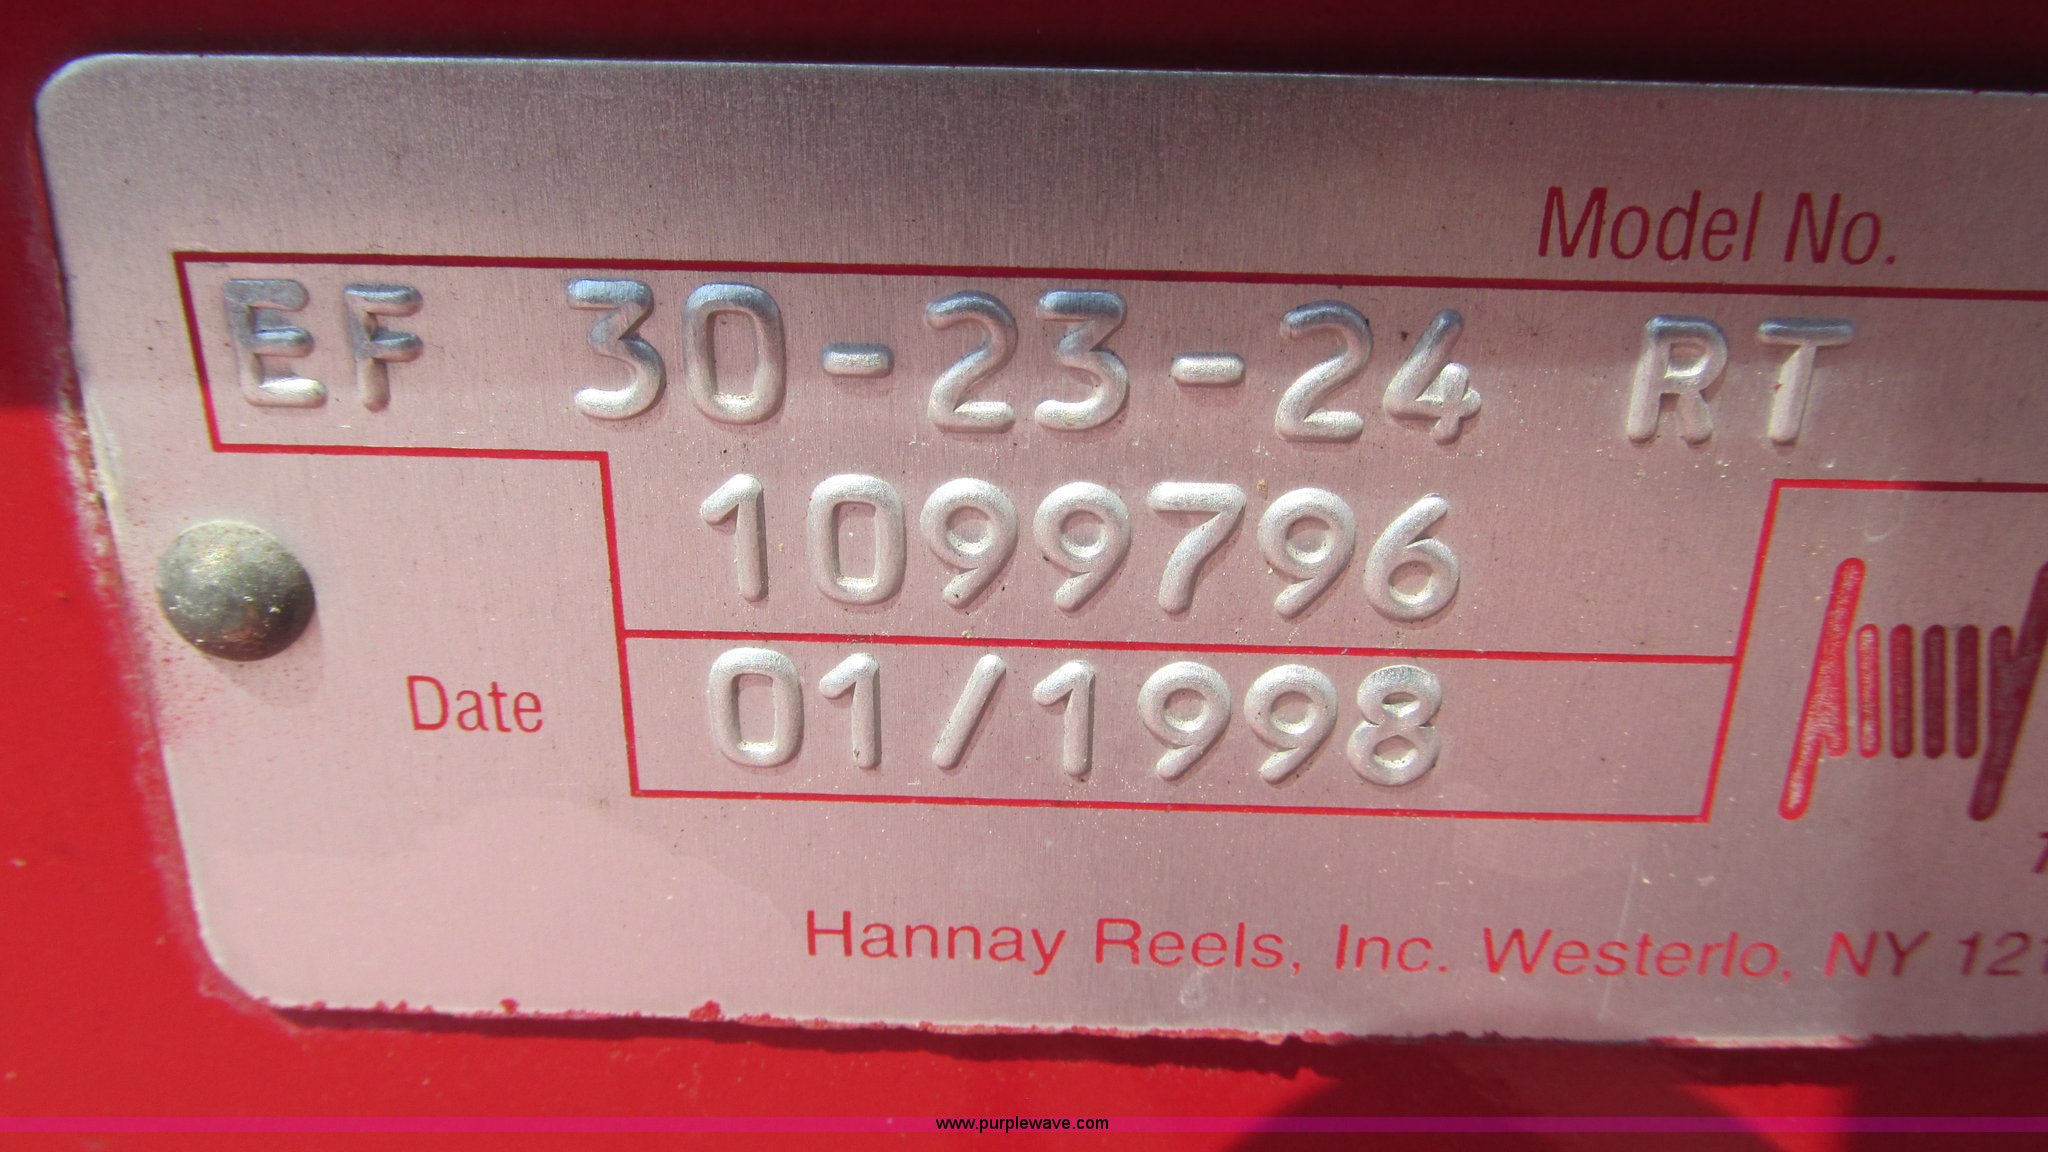 Model No.
EF 30-23-24 RT
1099796
Date 01/1998
Hannay Reels, Inc. Westerlo, NY
www.purplewave.com